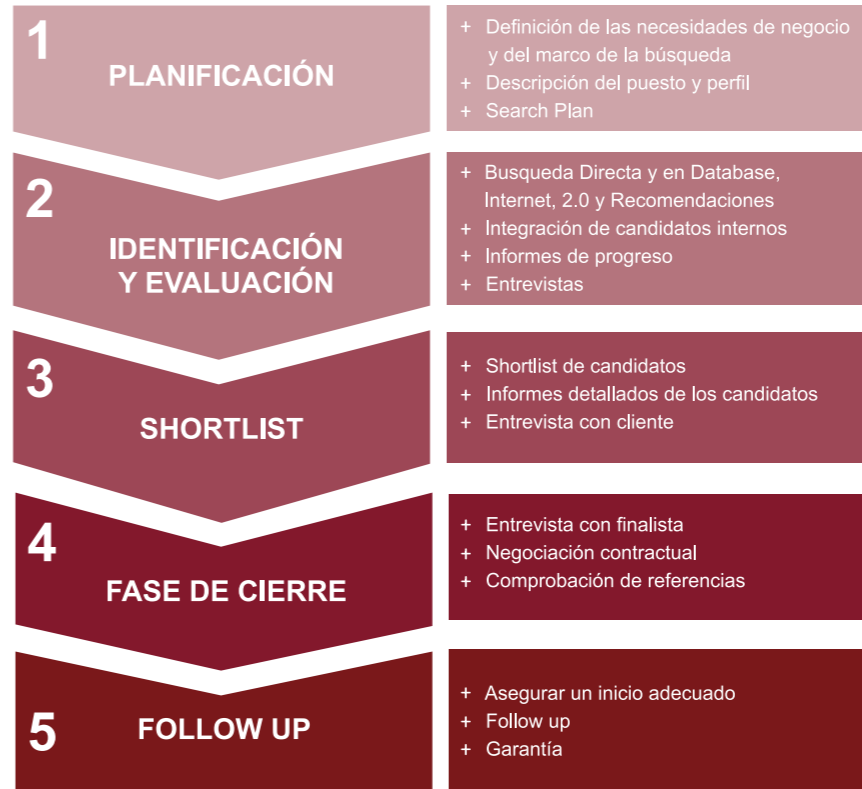 1
PLANIFICACIÓN
+ Definición de las necesidades de negocio
y del marco de la búsqueda
+ Descripción del puesto y perfil
+ Search Plan
2
IDENTIFICACIÓN
Y EVALUACIÓN
+ Busqueda Directa y en Database,
Internet, 2.0 y Recomendaciones
+ Integración de candidatos internos
+ Informes de progreso
+ Entrevistas
3
SHORTLIST
+ Shortlist de candidatos
+ Informes detallados de los candidatos
+ Entrevista con cliente
4
FASE DE CIERRE
+ Entrevista con finalista
+ Negociación contractual
+ Comprobación de referencias
5
FOLLOW UP
+ Asegurar un inicio adecuado
+ Follow up
+ Garantía